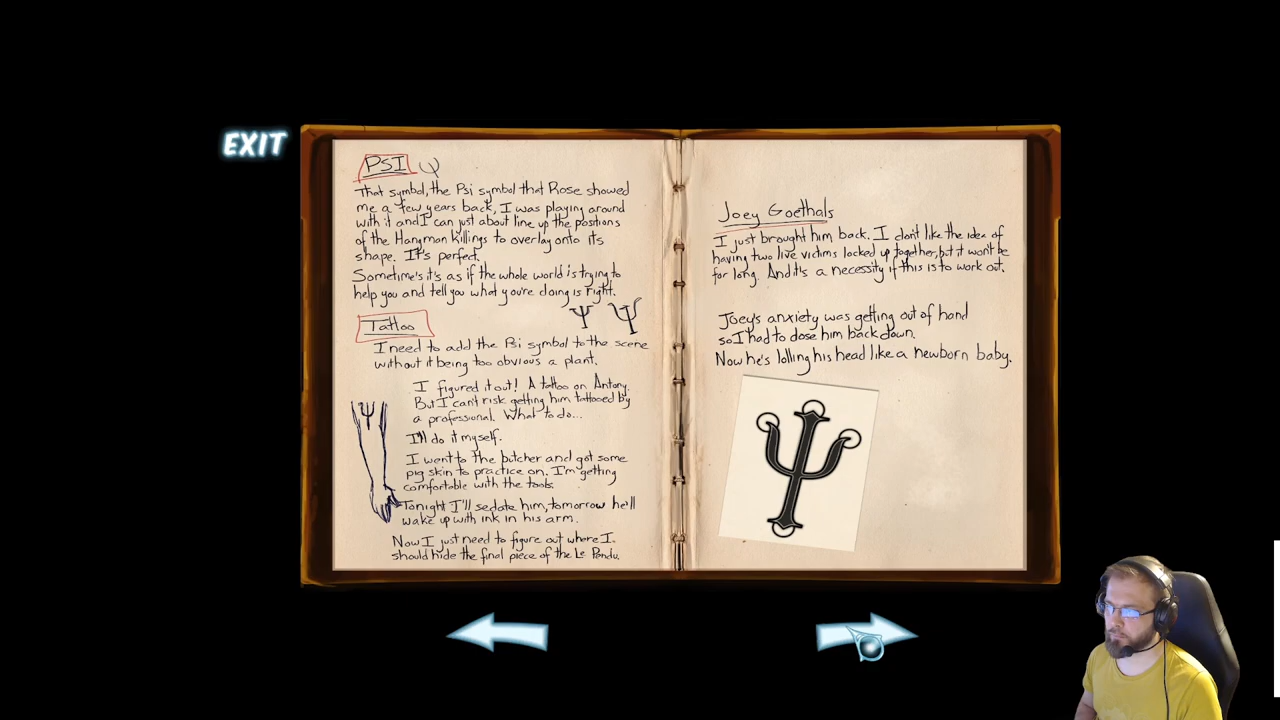 EXIT
PSI Ψ
That symbol, the Psi symbol that Rose showed
me a few years back, I was playing around
with it and I can just about line up the positions
of the Hangman Killings to overlay onto its
shape. It's perfect.
Sometime's it's as if the whole world is trying to
help you and tell you what you're doing is right.
Tattoo
I need to add the Psi symbol to the scene
without it being too obvious a plant.
I figured it out! A tattoo on Antony.
But I can't risk getting him tattooed by
a professional. What to do...
I'll do it myself.
I went to the butcher and got some
pig skin to practice on. I'm getting
comfortable with the tools.
Tonight I'll sedate him, tomorrow he'll
wake up with ink in his arm.
Now I just need to figure out where I
should hide the final piece of the Le Pendu.
Joey Goethals
I just brought him back. I don't like the idea of
having two live victims locked up together, but it won't be
for long. And it's a necessity if this is to work out.
Joey's anxiety was getting out of hand
so I had to dose him back down.
Now he's lolling his head like a newborn baby.